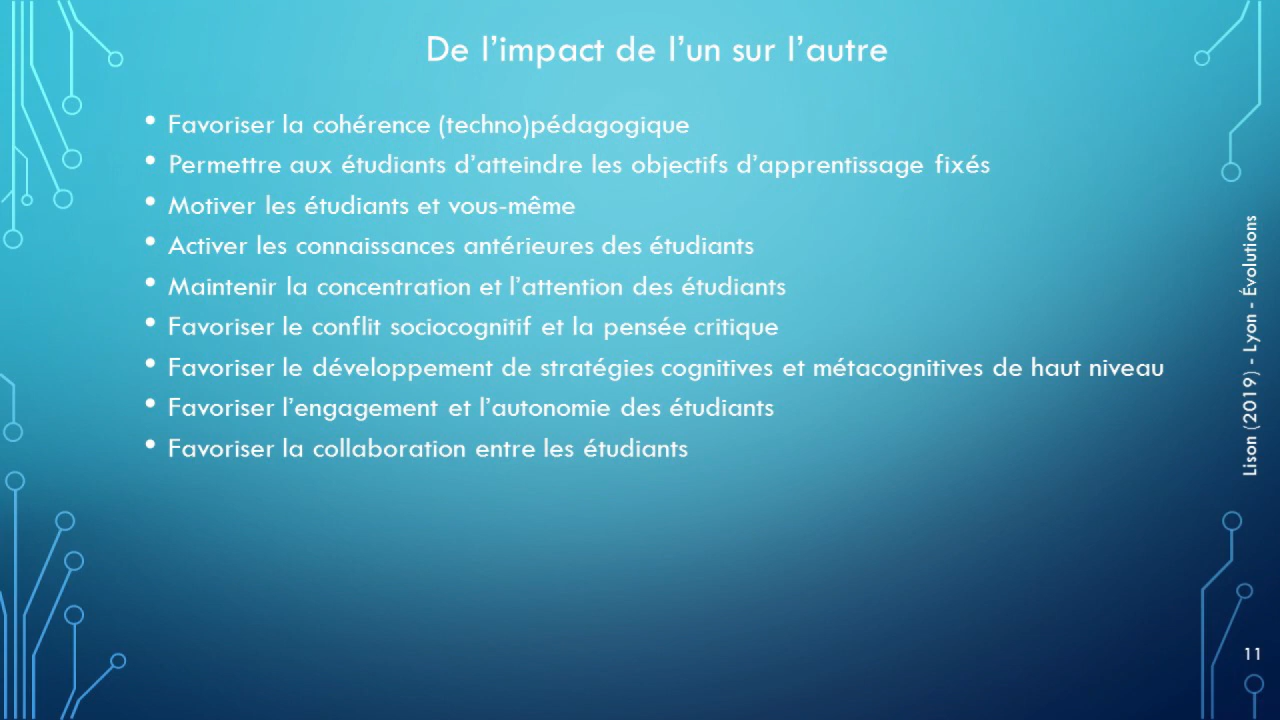 De l’impact de l’un sur l’autre
• Favoriser la cohérence (techno)pédagogique
• Permettre aux étudiants d’atteindre les objectifs d’apprentissage fixés
• Motiver les étudiants et vous-même
• Activer les connaissances antérieures des étudiants
• Maintenir la concentration et l’attention des étudiants
• Favoriser le conflit sociocognitif et la pensée critique
• Favoriser le développement de stratégies cognitives et métacognitives de haut niveau
• Favoriser l’engagement et l’autonomie des étudiants
• Favoriser la collaboration entre les étudiants
Lison (2019) - Lyon - Évolutions
11